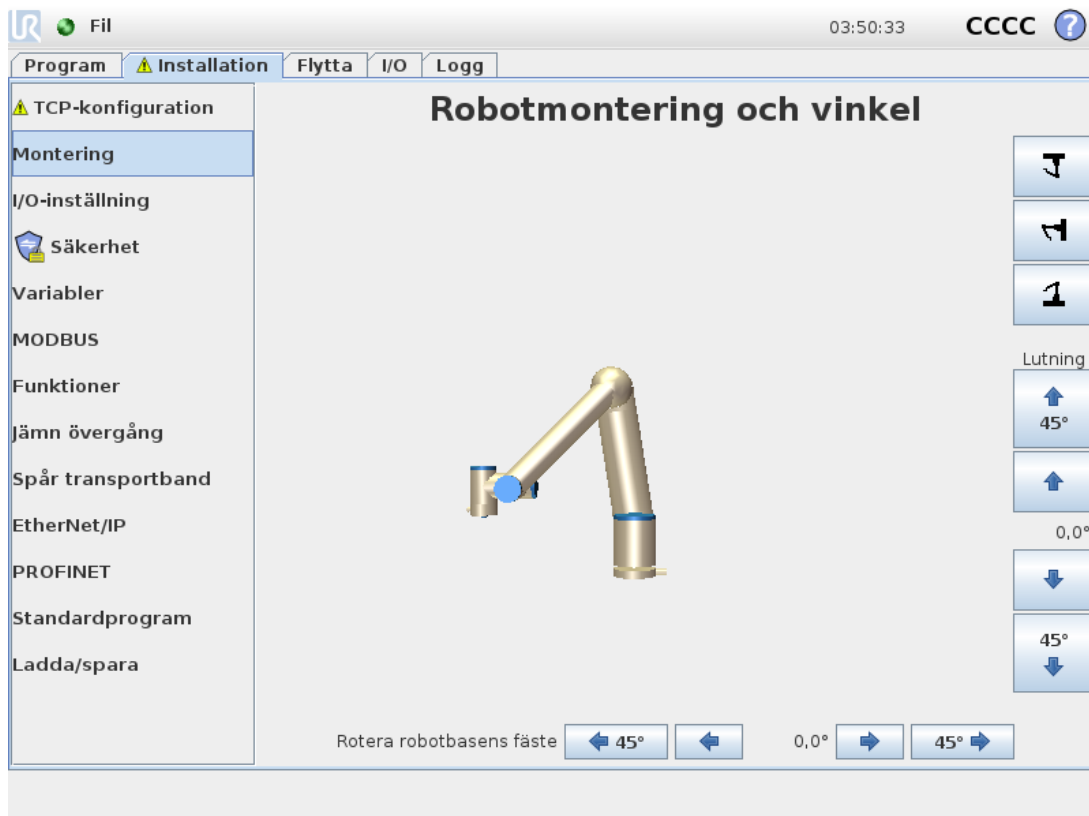 UR Fil 03:50:33 CCCC ?
Program Installation Flytta I/O Logg
TCP-konfiguration
Montering
I/O-inställning
Säkerhet
Variabler
MODBUS
Funktioner
Jämn övergång
Spår transportband
EtherNet/IP
PROFINET
Standardprogram
Ladda/spara
Robotmontering och vinkel
Lutning
45°
0,0°
45°
Rotera robotbasens fäste 45° 0,0° 45°